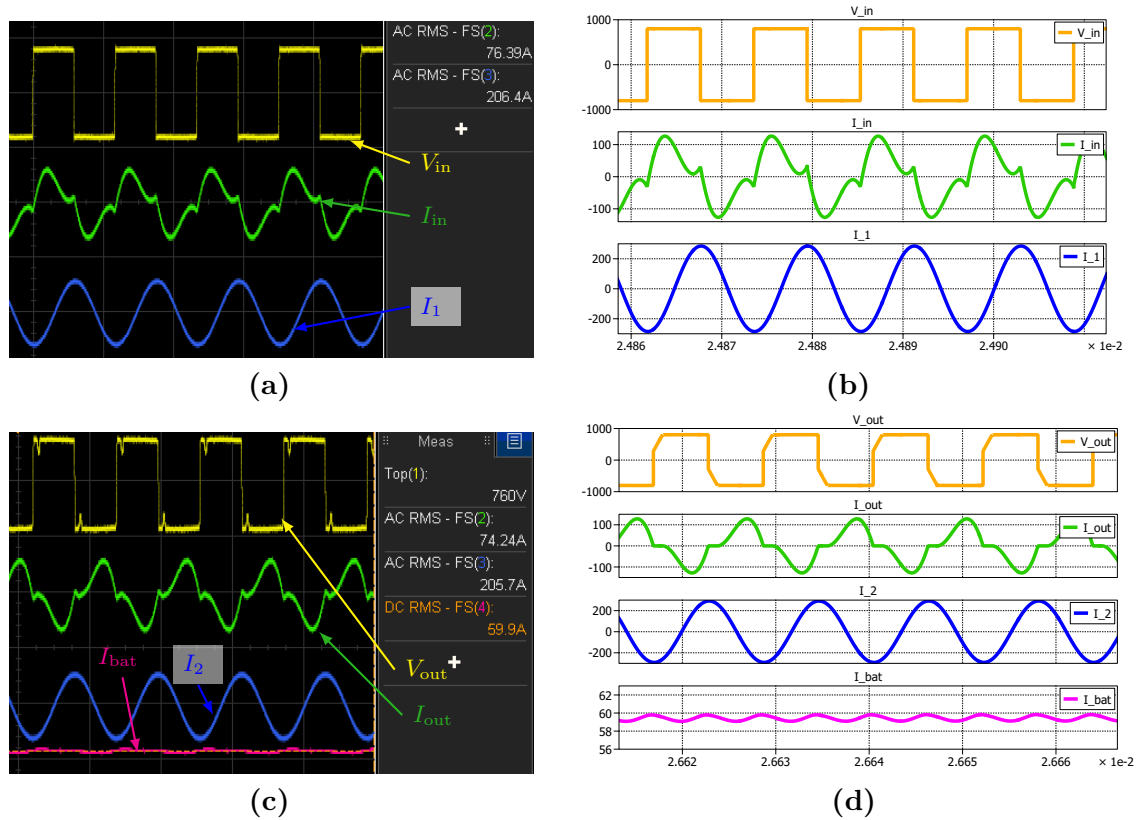 AC RMS - FS(2):
76.39A
AC RMS - FS(3):
206.4A
+
V_in
I_in
I_1
(a)
V_in
1000
0
-1000
V_in
I_in
100
0
-100
I_in
I_1
200
0
-200
I_1
2.486 2.487 2.488 2.489 2.490 × 1e-2
(b)
Meas
Top(1):
760V
AC RMS - FS(2):
74.24A
AC RMS - FS(3):
205.7A
DC RMS - FS(4):
59.9A
+
V_out
I_bat
I_2
I_out
(c)
V_out
1000
0
-1000
V_out
I_out
100
0
-100
I_out
I_2
200
0
-200
I_2
I_bat
62
60
58
56
I_bat
2.662 2.663 2.664 2.665 2.666 × 1e-2
(d)